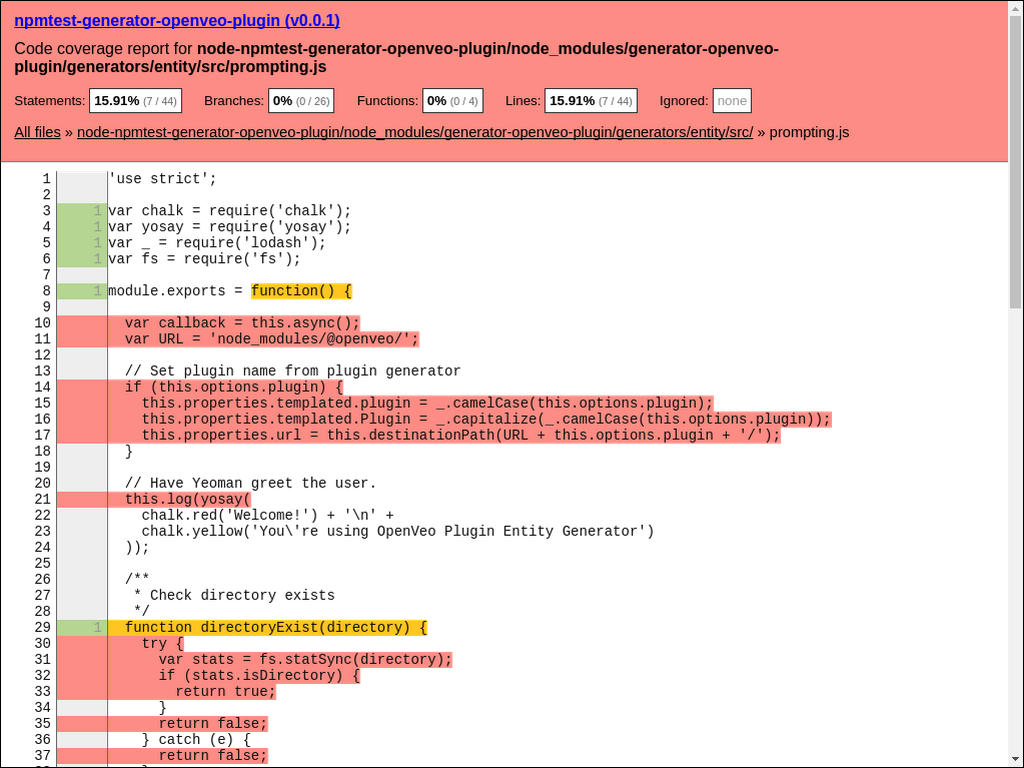 npmtest-generator-openveo-plugin (v0.0.1)
Code coverage report for node-npmtest-generator-openveo-plugin/node_modules/generator-openveo-
plugin/generators/entity/src/prompting.js
Statements: 15.91% (7 / 44) Branches: 0% (0 / 26) Functions: 0% (0 / 4) Lines: 15.91% (7 / 44) Ignored: none
All files » node-npmtest-generator-openveo-plugin/node_modules/generator-openveo-plugin/generators/entity/src/ » prompting.js
1 'use strict';
2
3 1 var chalk = require('chalk');
4 1 var yosay = require('yosay');
5 1 var _ = require('lodash');
6 1 var fs = require('fs');
7
8 1 module.exports = function() {
9
10 var callback = this.async();
11 var URL = 'node_modules/@openveo/';
12
13 // Set plugin name from plugin generator
14 if (this.options.plugin) {
15 this.properties.templated.plugin = _.camelCase(this.options.plugin);
16 this.properties.templated.Plugin = _.capitalize(_.camelCase(this.options.plugin));
17 this.properties.url = this.destinationPath(URL + this.options.plugin + '/');
18 }
19
20 // Have Yeoman greet the user.
21 this.log(yosay(
22 chalk.red('Welcome!') + '\n' +
23 chalk.yellow('You\'re using OpenVeo Plugin Entity Generator')
24 ));
25
26 /**
27 * Check directory exists
28 */
29 1 function directoryExist(directory) {
30 try {
31 var stats = fs.statSync(directory);
32 if (stats.isDirectory) {
33 return true;
34 }
35 return false;
36 } catch (e) {
37 return false;